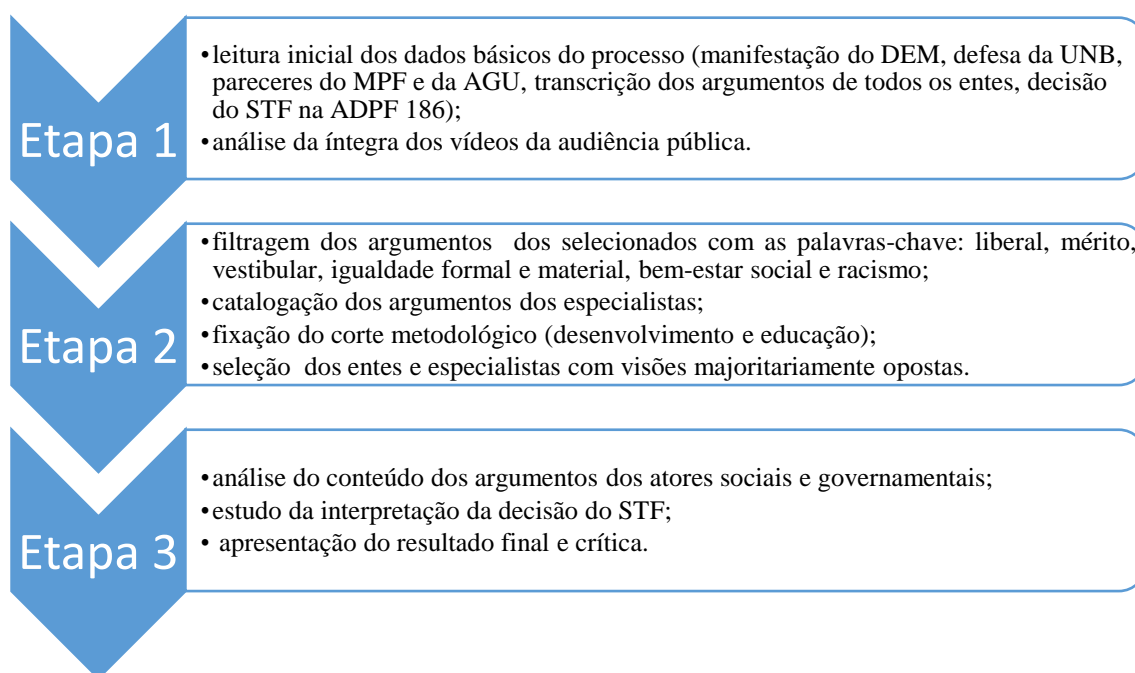 Etapa 1
•leitura inicial dos dados básicos do processo (manifestação do DEM, defesa da UNB,
pareceres do MPF e da AGU, transcrição dos argumentos de todos os entes, decisão
do STF na ADPF 186);
•análise da íntegra dos vídeos da audiência pública.
Etapa 2
•filtragem dos argumentos dos selecionados com as palavras-chave: liberal, mérito,
vestibular, igualdade formal e material, bem-estar social e racismo;
•catalogação dos argumentos dos especialistas;
•fixação do corte metodológico (desenvolvimento e educação);
•seleção dos entes e especialistas com visões majoritariamente opostas.
Etapa 3
•análise do conteúdo dos argumentos dos atores sociais e governamentais;
•estudo da interpretação da decisão do STF;
• apresentação do resultado final e crítica.